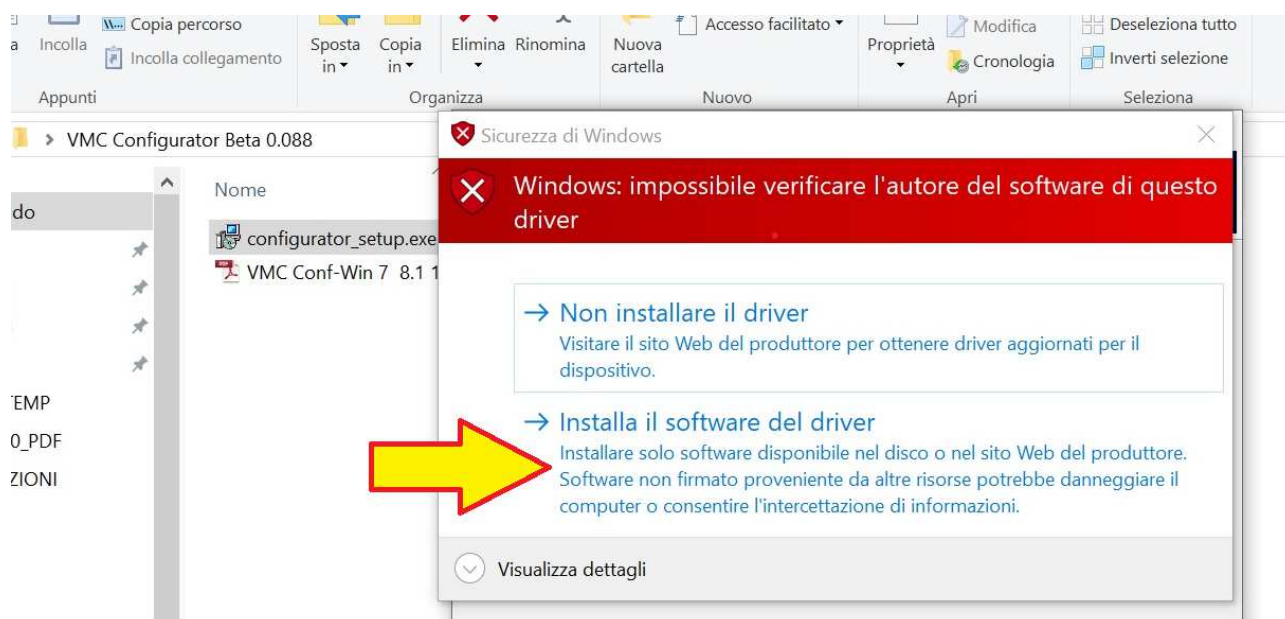 Copia percorso
Incolla
Incolla collegamento
Sposta in
Copia in
Elimina
Rinomina
Nuova cartella
Accesso facilitato
Proprietà
Modifica
Cronologia
Deseleziona tutto
Inverti selezione
Appunti
Organizza
Nuovo
Apri
Seleziona
VMC Configurator Beta 0.088
Sicurezza di Windows
Windows: impossibile verificare l'autore del software di questo
driver
Nome
do
configurator_setup.exe
VMC Conf-Win 7 8.1 1
Non installare il driver
Visitare il sito Web del produttore per ottenere driver aggiornati per il
dispositivo.
Installa il software del driver
Installare solo software disponibile nel disco o nel sito Web del produttore.
Software non firmato proveniente da altre risorse potrebbe danneggiare il
computer o consentire l'intercettazione di informazioni.
EMP
0_PDF
ZIONI
Visualizza dettagli